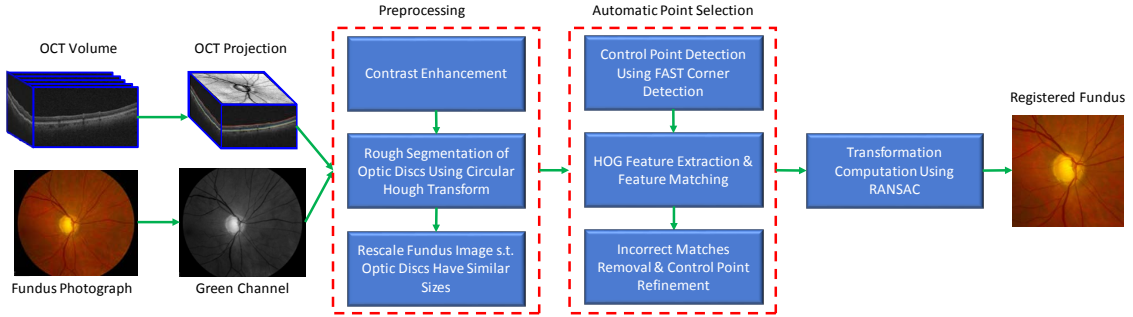 Preprocessing
Automatic Point Selection
OCT Volume
OCT Projection
Contrast Enhancement
Control Point Detection
Using FAST Corner
Detection
Registered Fundus
Rough Segmentation of
Optic Discs Using Circular
Hough Transform
HOG Feature Extraction &
Feature Matching
Transformation
Computation Using
RANSAC
Rescale Fundus Image s.t.
Optic Discs Have Similar
Sizes
Incorrect Matches
Removal & Control Point
Refinement
Fundus Photograph
Green Channel